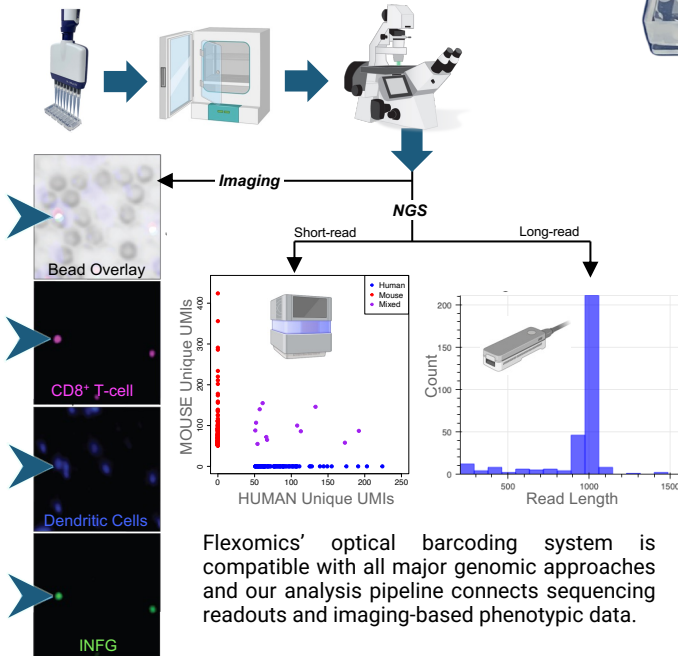 Imaging
NGS
Short-read
Long-read
Bead Overlay
CD8⁺ T-cell
Dendritic Cells
INFG
Human
Mouse
Mixed
MOUSE Unique UMIs
0
100
200
300
400
0
50
100
150
200
250
HUMAN Unique UMIs
Count
200
150
100
50
0
500
1000
1500
Read Length
Flexomics’ optical barcoding system is
compatible with all major genomic approaches
and our analysis pipeline connects sequencing
readouts and imaging-based phenotypic data.